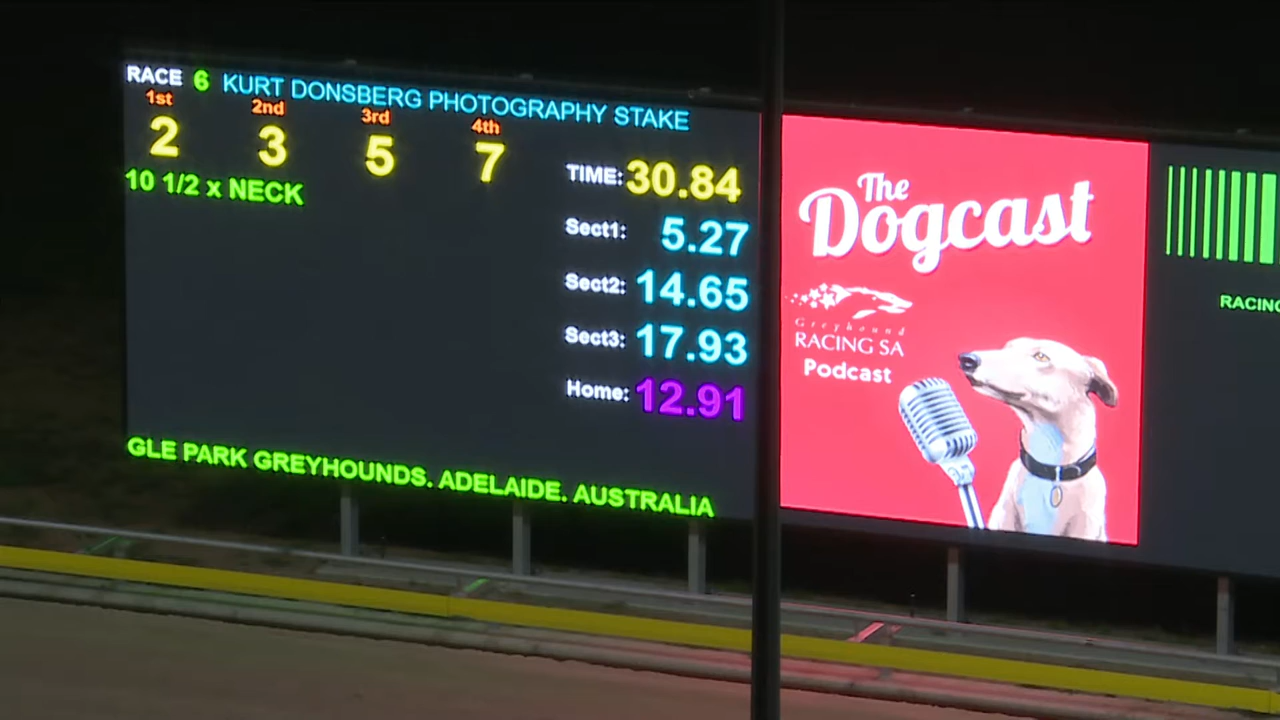 RACE 6 KURT DONSBERG PHOTOGRAPHY STAKE
1st 2nd 3rd 4th
2 3 5 7
10 1/2 x NECK
TIME: 30.84
Sect1: 5.27
Sect2: 14.65
Sect3: 17.93
Home: 12.91
GLE PARK GREYHOUNDS. ADELAIDE. AUSTRALIA
The
Dogcast
Greyhound
RACING SA
Podcast
RACING